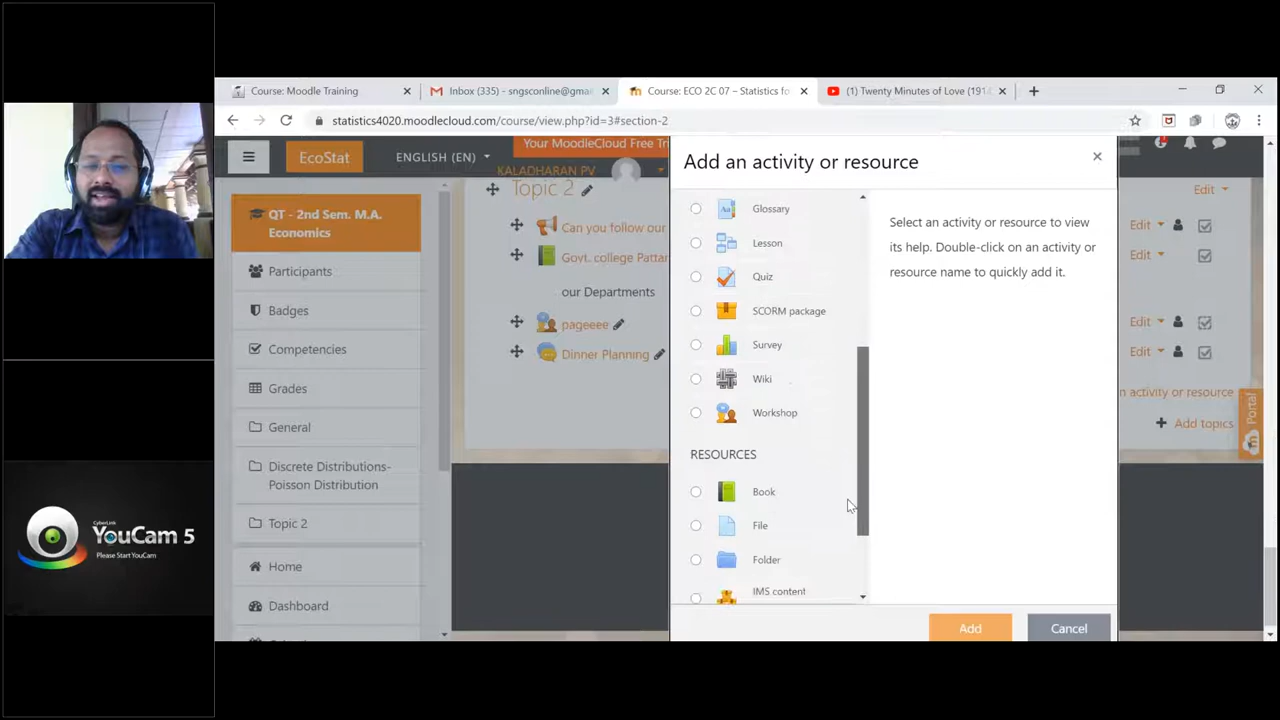 Course: Moodle Training
Inbox (335) - sngsconline@gmai
Course: ECO 2C 07 – Statistics fo
(1) Twenty Minutes of Love (1914
statistics4020.moodlecloud.com/course/view.php?id=3#section-2
EcoStat
ENGLISH (EN)
Your MoodleCloud Free Tri
KALADHARAN PV
QT - 2nd Sem. M.A.
Economics
Participants
Badges
Competencies
Grades
General
Discrete Distributions-
Poisson Distribution
Topic 2
Home
Dashboard
Topic 2
Can you follow our
Govt. college Pattar
our Departments
pageeee
Dinner Planning
Add an activity or resource
Glossary
Lesson
Quiz
SCORM package
Survey
Wiki
Workshop
RESOURCES
Book
File
Folder
IMS content
Select an activity or resource to view
its help. Double-click on an activity or
resource name to quickly add it.
Add
Cancel
Edit
Edit
Edit
Edit
Edit
n activity or resource
Add topics
Portal
CyberLink
YouCam 5
Please Start YouCam